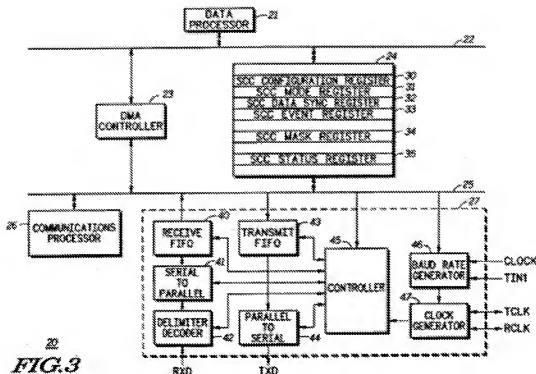 DATA PROCESSOR
21
22
24
SCC CONFIGURATION REGISTER
30
SCC MODE REGISTER
31
SCC DATA SYNC REGISTER
32
SCC EVENT REGISTER
33
SCC MASK REGISTER
34
SCC STATUS REGISTER
35
23
DMA CONTROLLER
25
26
COMMUNICATIONS PROCESSOR
27
40
RECEIVE FIFO
43
TRANSMIT FIFO
45
CONTROLLER
46
BAUD RATE GENERATOR
CLOCK
TIN1
41
SERIAL TO PARALLEL
47
CLOCK GENERATOR
TCLK
RCLK
DELIMITER DECODER
42
PARALLEL TO SERIAL
44
20
FIG.3
RXD
TXD